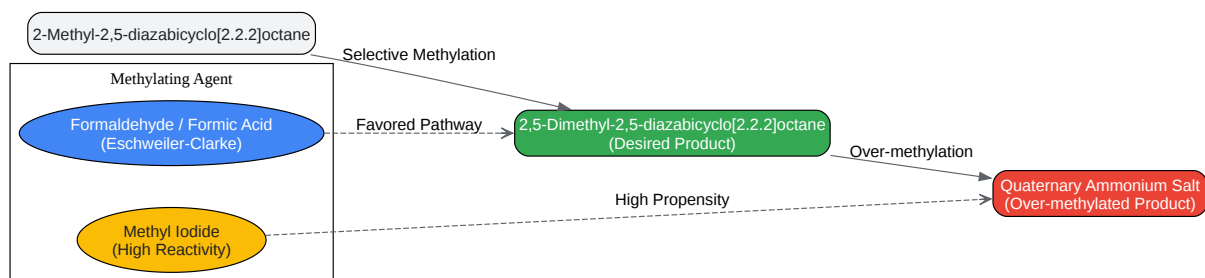 2-Methyl-2,5-diazabicyclo[2.2.2]octane
Selective Methylation
Methylating Agent
Formaldehyde / Formic Acid
(Eschweiler-Clarke)
Favored Pathway
2,5-Dimethyl-2,5-diazabicyclo[2.2.2]octane
(Desired Product)
Over-methylation
Quaternary Ammonium Salt
(Over-methylated Product)
High Propensity
Methyl Iodide
(High Reactivity)